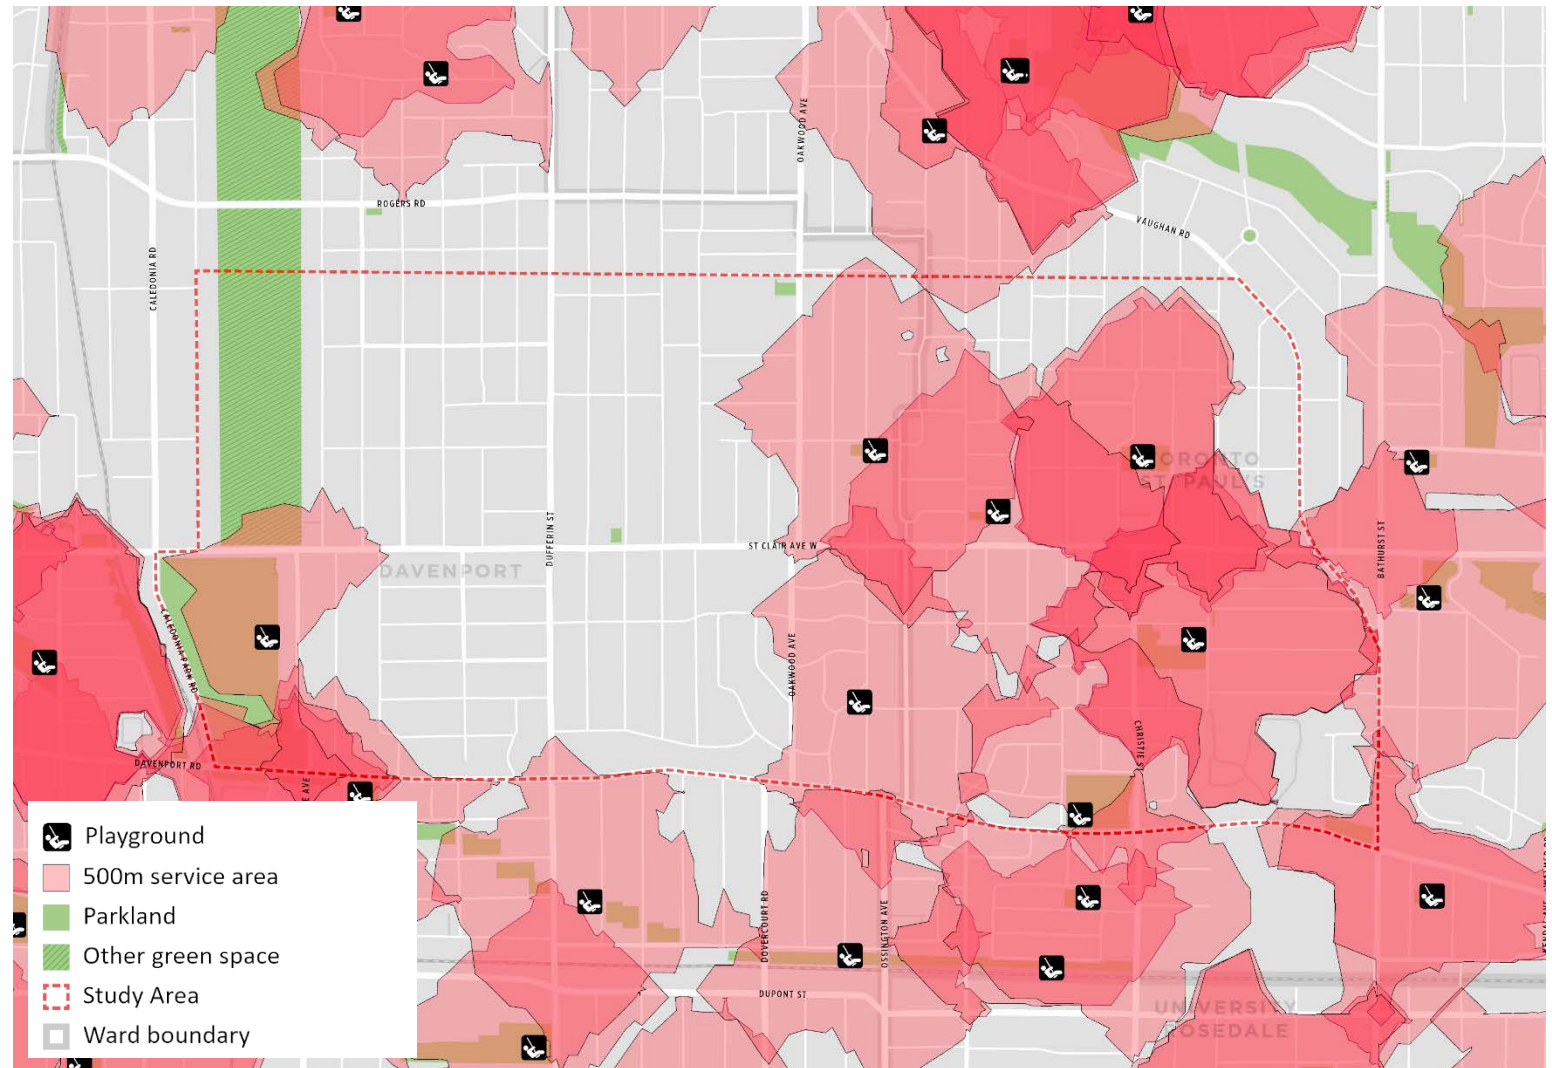 OAKWOOD AVE
ROGERS RD
VAUGHAN RD
CALEDONIA RD
TORONTO
ST. PAUL'S
DUFFERIN ST
ST CLAIR AVE W
BATHURST ST
DAVENPORT
CALEDONIA PARK RD
OAKWOOD AVE
CHRISTIE ST
DAVENPORT RD
E AVE
Playground
500m service area
Parkland
Other green space
Study Area
Ward boundary
DOVERCOURT RD
OSSINGTON AVE
DUPONT ST
UNIVERSITY
ROSEDALE